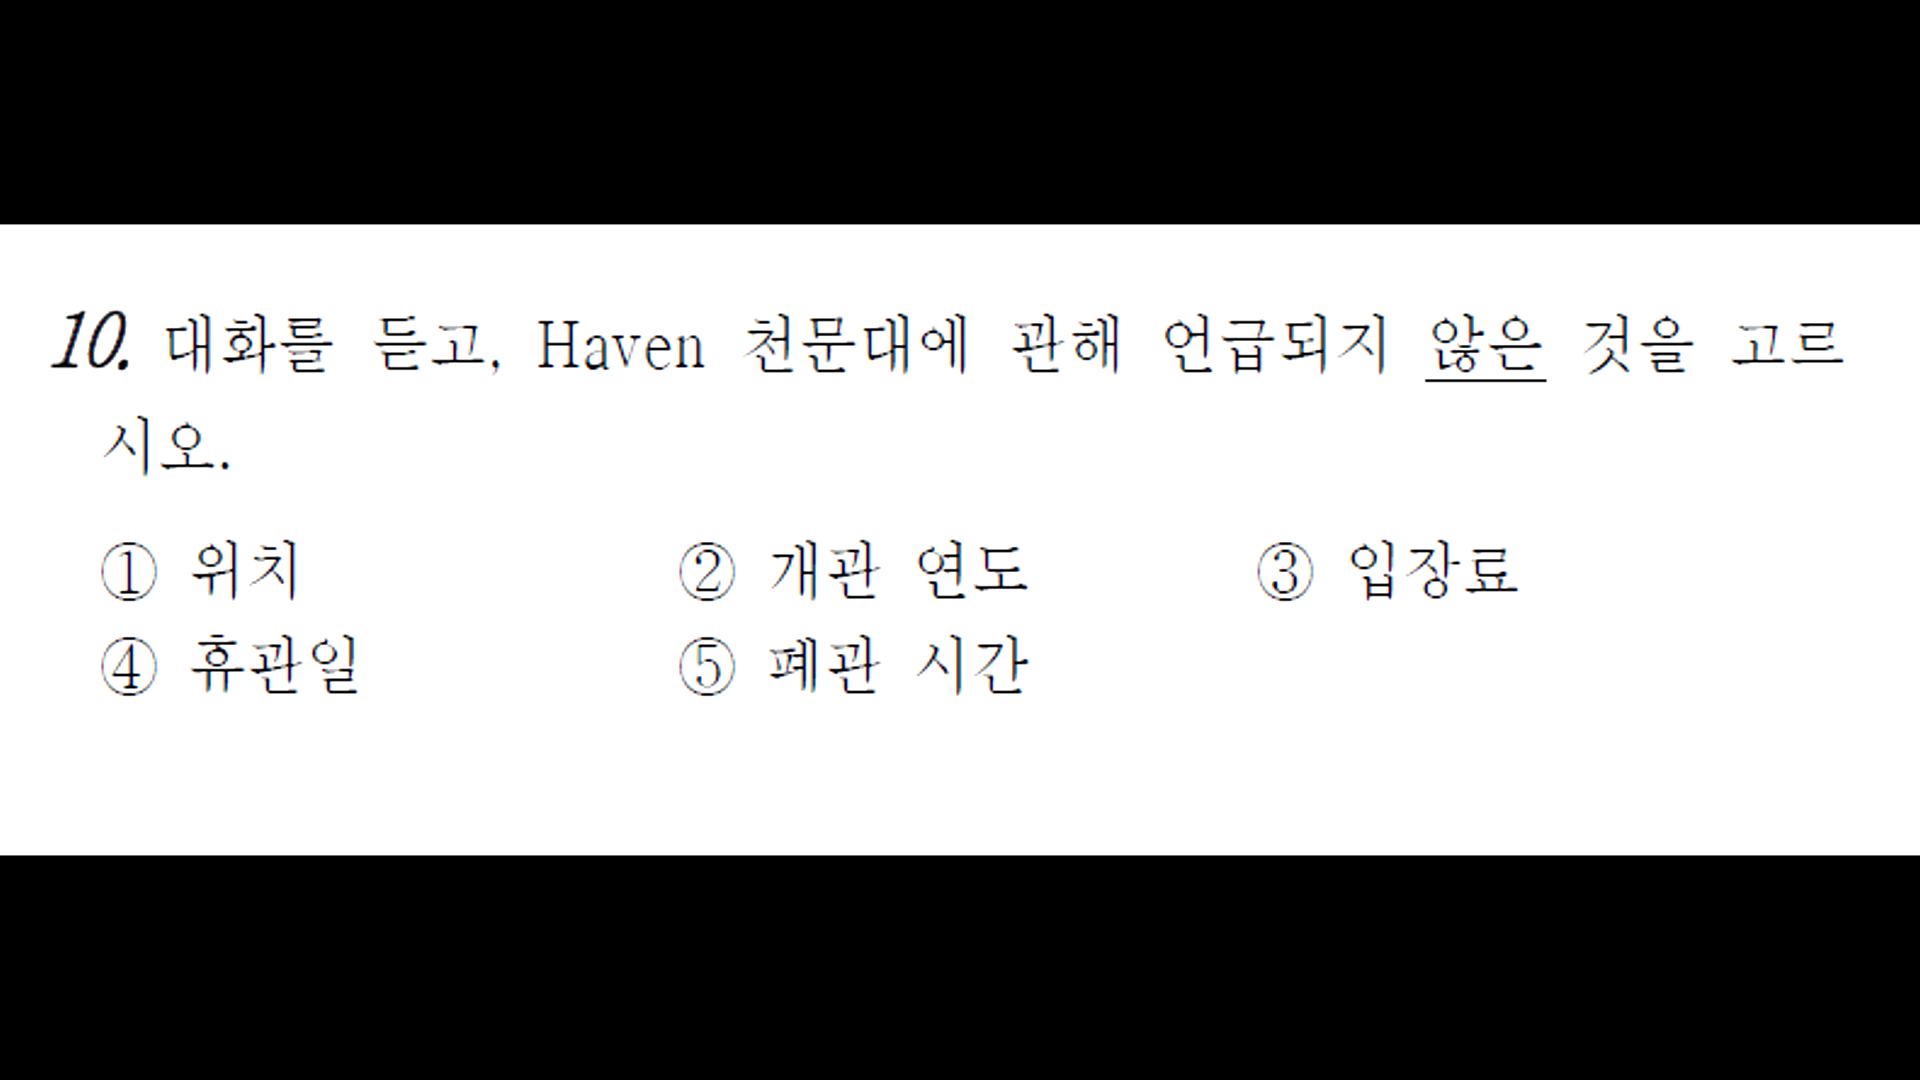 10. 대화를 듣고, Haven 천문대에 관해 언급되지 않은 것을 고르
시오.
① 위치 ② 개관 연도 ③ 입장료
④ 휴관일 ⑤ 폐관 시간